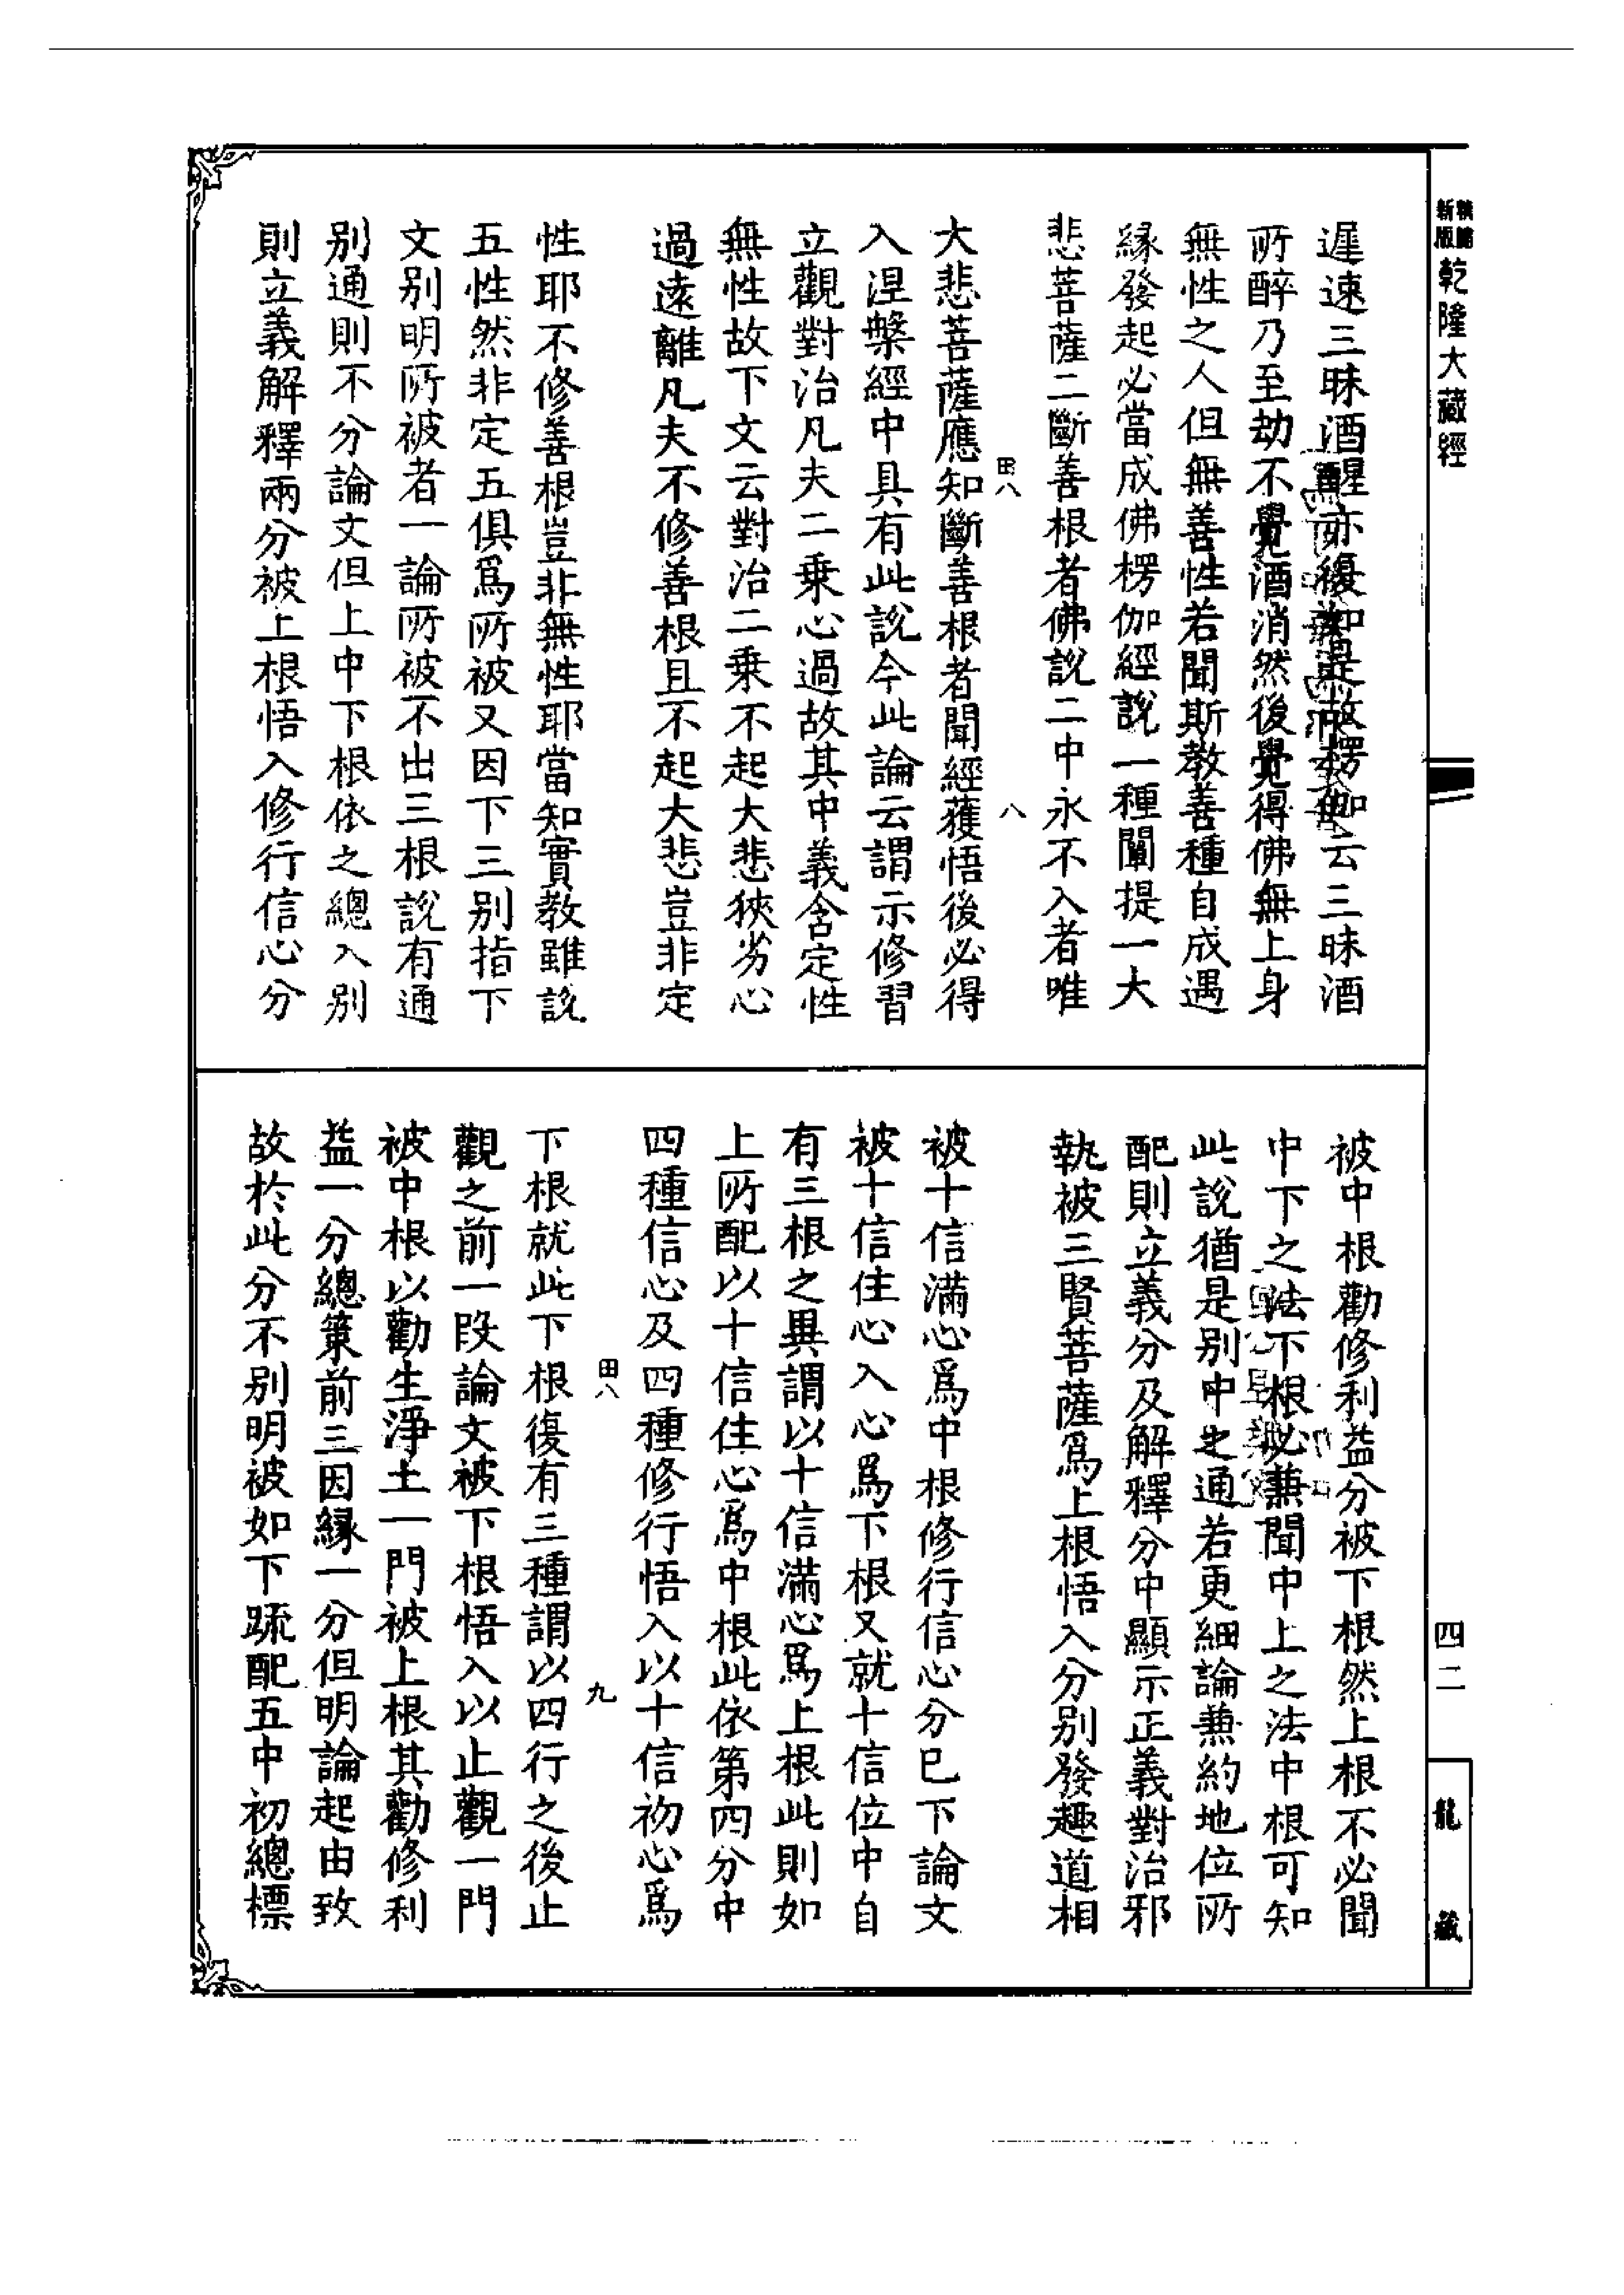 新版
乾隆大藏經
遲速三昧酒醒亦復如是故楞伽云三昧酒
所醉乃至劫不覺酒消然後覺得佛無上身
無性之人但無善性若聞斯教善種自成遇
緣發起必當成佛楞伽經說一種闡提一大
悲菩薩二斷善根者佛說二中永不入者唯
田八
八
大悲菩薩應知斷善根者聞經獲悟後必得
入涅槃經中具有此說今此論云謂示修習
立觀對治凡夫二乘心過故其中義含定性
無性故下文云對治二乘不起大悲狹劣心
過遠離凡夫不修善根且不起大悲豈非定
性耶不修善根豈非無性耶當知實教雖說
五性然非定五俱爲所被又因下三別指下
文別明所被者一論所被不出三根說有通
別通則不分論文但上中下根依之總入別
則立義解釋兩分被上根悟入修行信心分
被中根勸修利益分被下根然上根不必聞
中下之法下根必兼聞中上之法中根可知
此說猶是別中之通若更細論兼約地位所
配則立義分及解釋分中顯示正義對治邪
執被三賢菩薩爲上根悟入分別發趣道相
被十信滿心爲中根修行信心分已下論文
被十信住心入心爲下根又就十信位中自
有三根之異謂以十信滿心爲上根此則如
上所配以十信住心爲中根此依第四分中
四種信心及四種修行悟入以十信初心爲
田八
九
下根就此下根復有三種謂以四行之後止
觀之前一段論文被下根悟入以止觀一門
被中根以勸生淨土一門被上根其勸修利
益一分總策前三因緣一分但明論起由致
故於此分不別明被如下䟽配五中初總標
四二
龍藏